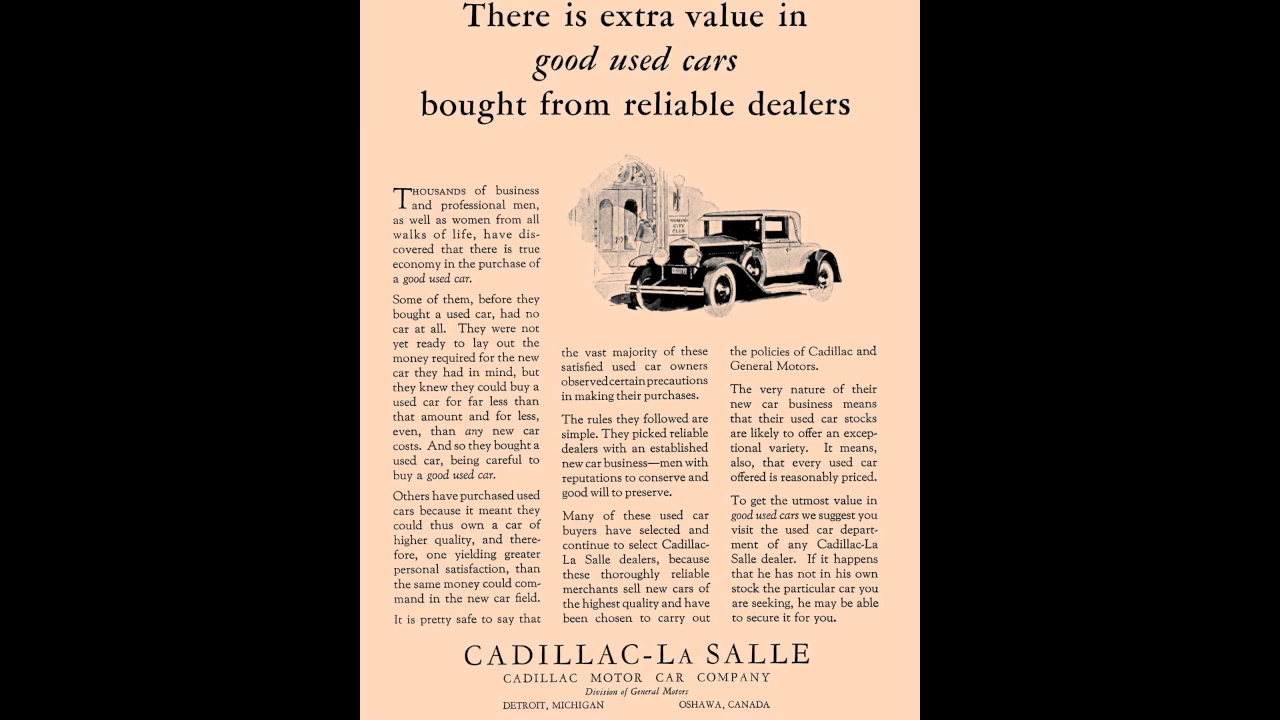 There is extra value in
good used cars
bought from reliable dealers
THOUSANDS of business
and professional men,
as well as women from all
walks of life, have dis-
covered that there is true
economy in the purchase of
a good used car.
Some of them, before they
bought a used car, had no
car at all. They were not
yet ready to lay out the
money required for the new
car they had in mind, but
they knew they could buy a
used car for far less than
that amount and for less,
even, than any new car
costs. And so they bought a
used car, being careful to
buy a good used car.
Others have purchased used
cars because it meant they
could thus own a car of
higher quality, and there-
fore, one yielding greater
personal satisfaction, than
the same money could com-
mand in the new car field.
It is pretty safe to say that
CITY
CLUB
the vast majority of these
satisfied used car owners
observed certain precautions
in making their purchases.
The rules they followed are
simple. They picked reliable
dealers with an established
new car business—men with
reputations to conserve and
good will to preserve.
Many of these used car
buyers have selected and
continue to select Cadillac-
La Salle dealers, because
these thoroughly reliable
merchants sell new cars of
the highest quality and have
been chosen to carry out
the policies of Cadillac and
General Motors.
The very nature of their
new car business means
that their used car stocks
are likely to offer an excep-
tional variety. It means,
also, that every used car
offered is reasonably priced.
To get the utmost value in
good used cars we suggest you
visit the used car depart-
ment of any Cadillac-La
Salle dealer. If it happens
that he has not in his own
stock the particular car you
are seeking, he may be able
to secure it for you.
CADILLAC-LA SALLE
CADILLAC MOTOR CAR COMPANY
Division of General Motors
DETROIT, MICHIGAN OSHAWA, CANADA